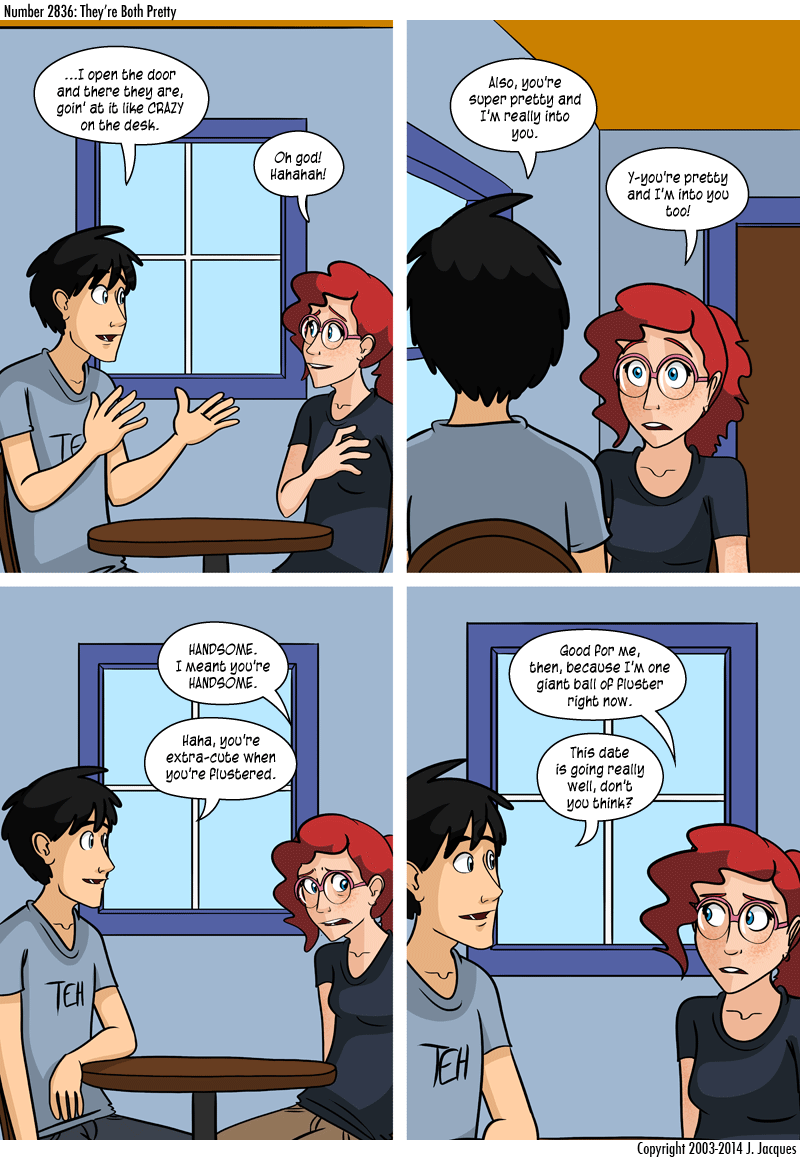 Number 2836: They're Both Pretty
...I open the door
and there they are,
goin' at it like CRAZY
on the desk.
Oh god!
Hahahah!
TE
Also, you're
super pretty and
I'm really into
you.
Y-you're pretty
and I'm into you
too!
HANDSOME.
I meant you're
HANDSOME.
Haha, you're
extra-cute when
you're flustered.
TEH
Good for me,
then, because I'm one
giant ball of fluster
right now.
This date
is going really
well, don't
you think?
TEH
Copyright 2003-2014 J. Jacques